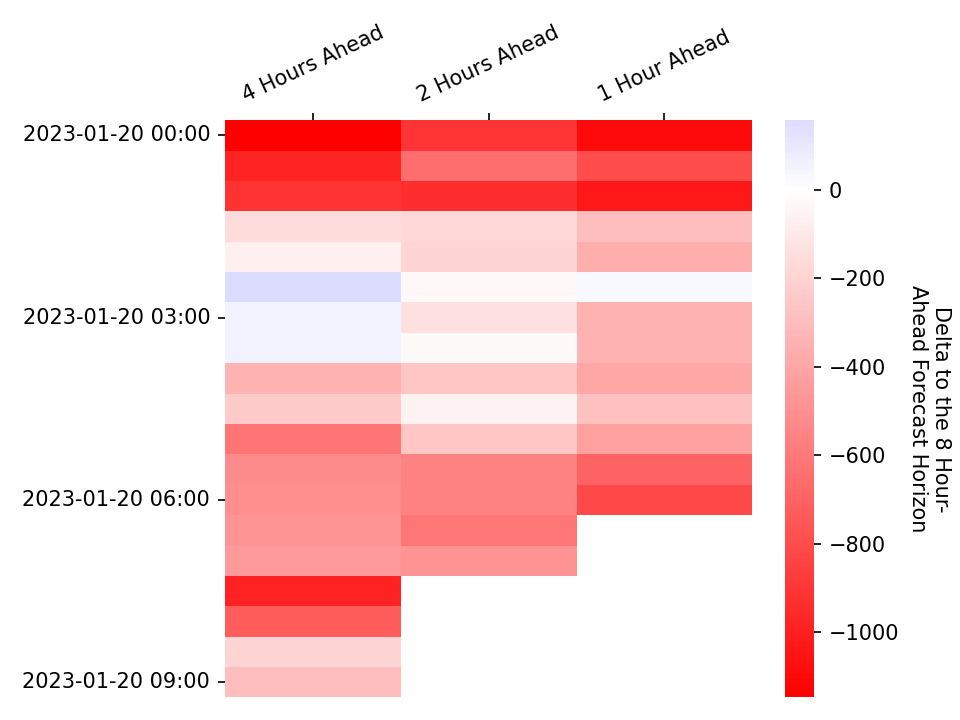 4 Hours Ahead
2 Hours Ahead
1 Hour Ahead
2023-01-20 00:00
2023-01-20 03:00
2023-01-20 06:00
2023-01-20 09:00
0
−200
−400
−600
−800
−1000
Delta to the 8 Hour-
Ahead Forecast Horizon